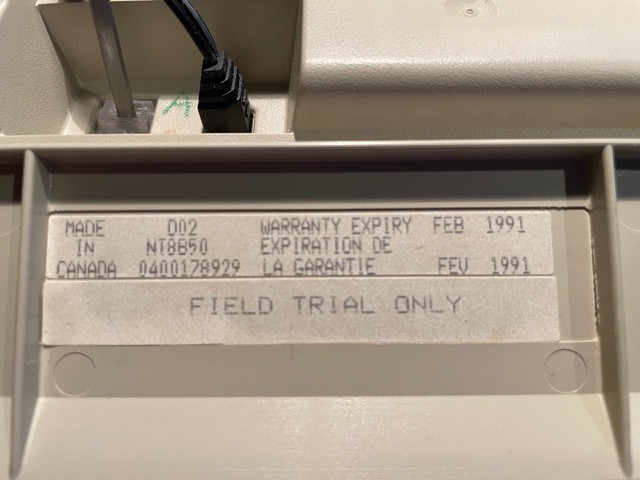 MADE D02 WARRANTY EXPIRY FEB 1991
IN NT8B50 EXPIRATION DE
CANADA 0400178929 LA GARANTIE FEV 1991
FIELD TRIAL ONLY